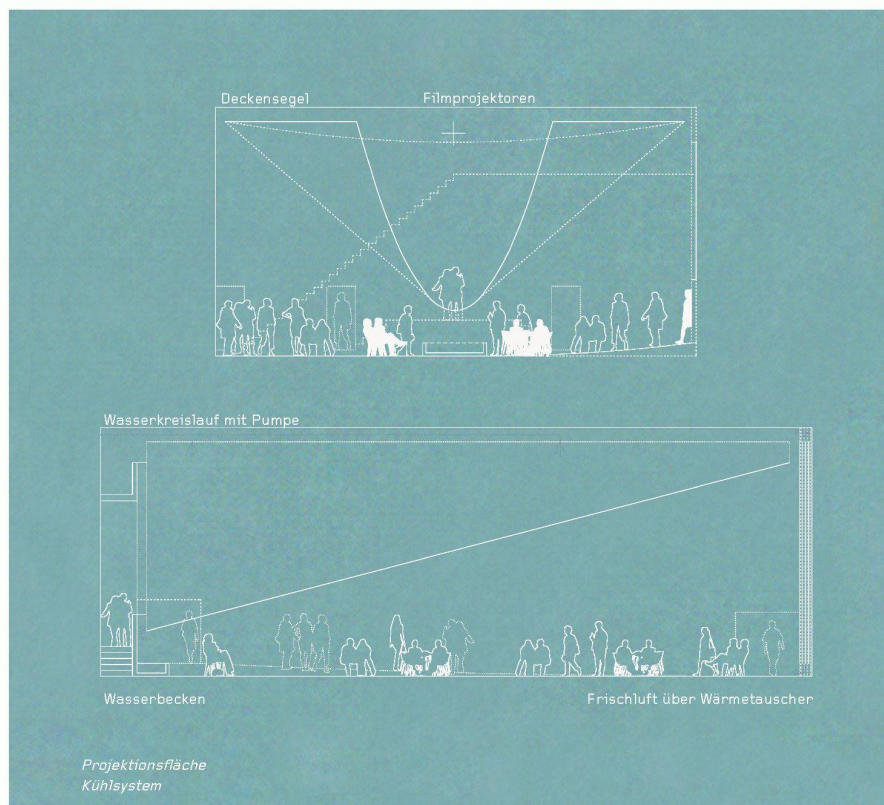 Deckensegel
Filmprojektoren
Wasserkreislauf mit Pumpe
Wasserbecken
Frischluft über Wärmetauscher
Projektionsfläche
Kühlsystem